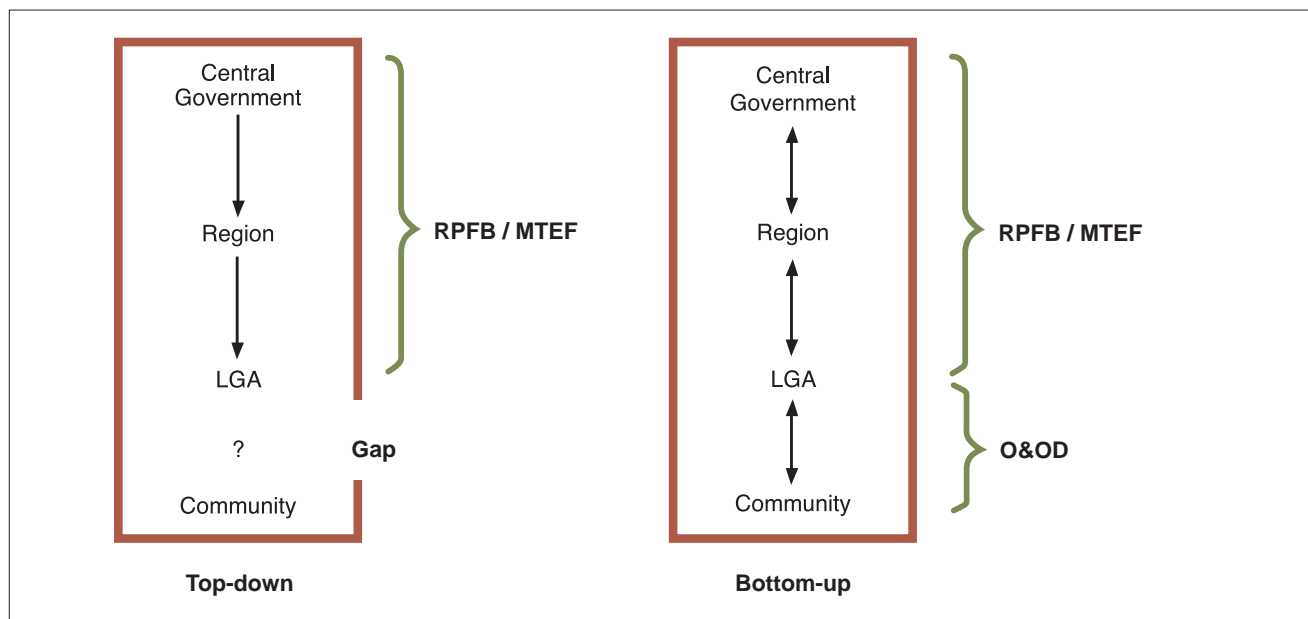 Central
Government
Region
RPFB / MTEF
LGA
?
Gap
Community
Top-down
Central
Government
Region
RPFB / MTEF
LGA
O&OD
Community
Bottom-up